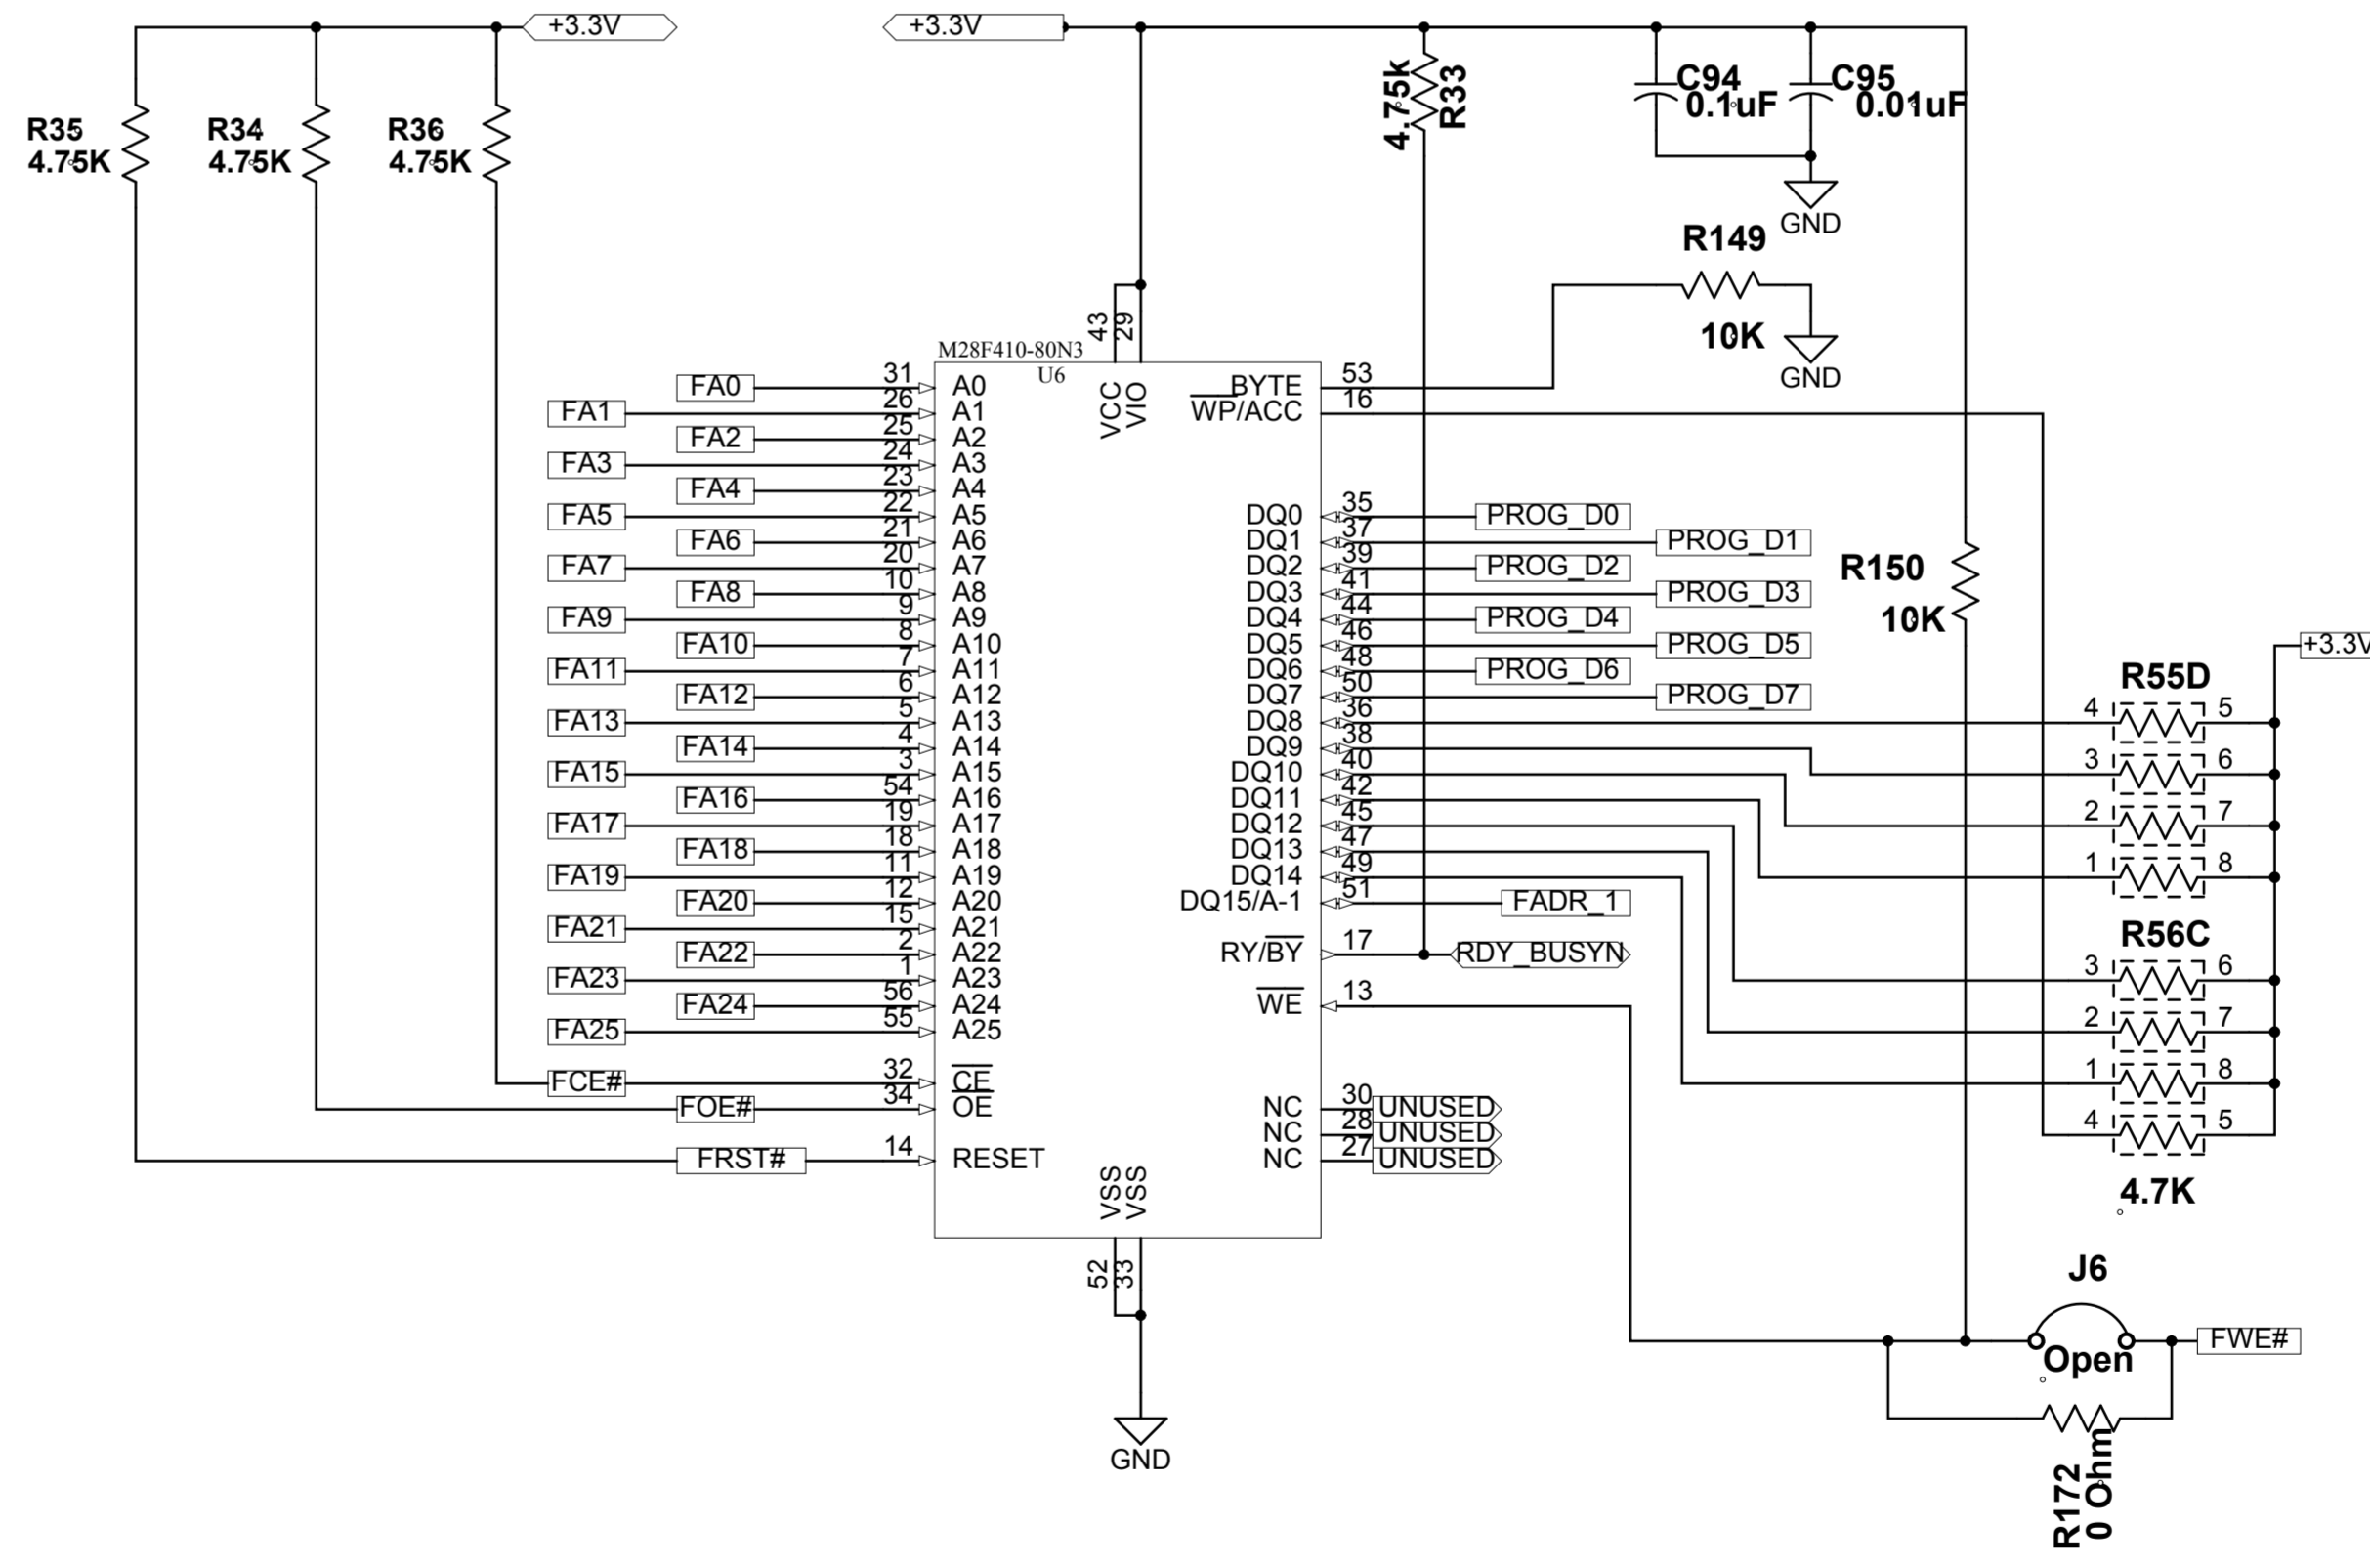 +3.3V
+3.3V
R35
4.75K
R34
4.75K
R36
4.75K
4.75k
R33
C94
0.1uF
C95
0.01uF
GND
R149
10K
GND
M28F410-80N3
U6
43
29
VCC
VIO
FA0 31 A0
FA1 26 A1
FA2 25 A2
FA3 24 A3
FA4 23 A4
FA5 22 A5
FA6 21 A6
FA7 20 A7
FA8 10 A8
FA9 9 A9
FA10 8 A10
FA11 7 A11
FA12 6 A12
FA13 5 A13
FA14 4 A14
FA15 3 A15
FA16 54 A16
FA17 19 A17
FA18 18 A18
FA19 11 A19
FA20 12 A20
FA21 15 A21
FA22 2 A22
FA23 1 A23
FA24 56 A24
FA25 55 A25
FCE# 32 CE
FOE# 34 OE
FRST# 14 RESET
BYTE 53
WP/ACC 16
DQ0 35 PROG_D0
DQ1 37 PROG_D1
DQ2 39 PROG_D2
DQ3 41 PROG_D3
DQ4 44 PROG_D4
DQ5 46 PROG_D5
DQ6 48 PROG_D6
DQ7 50 PROG_D7
DQ8 36
DQ9 38
DQ10 40
DQ11 42
DQ12 45
DQ13 47
DQ14 49
DQ15/A-1 51 FADR_1
RY/BY 17 RDY_BUSYN
WE 13
NC 30 UNUSED
NC 28 UNUSED
NC 27 UNUSED
VSS
VSS
52
33
GND
R150
10K
+3.3V
R55D
4 5
3 6
2 7
1 8
R56C
3 6
2 7
1 8
4 5
4.7K
J6
Open
FWE#
R172
0 Ohm